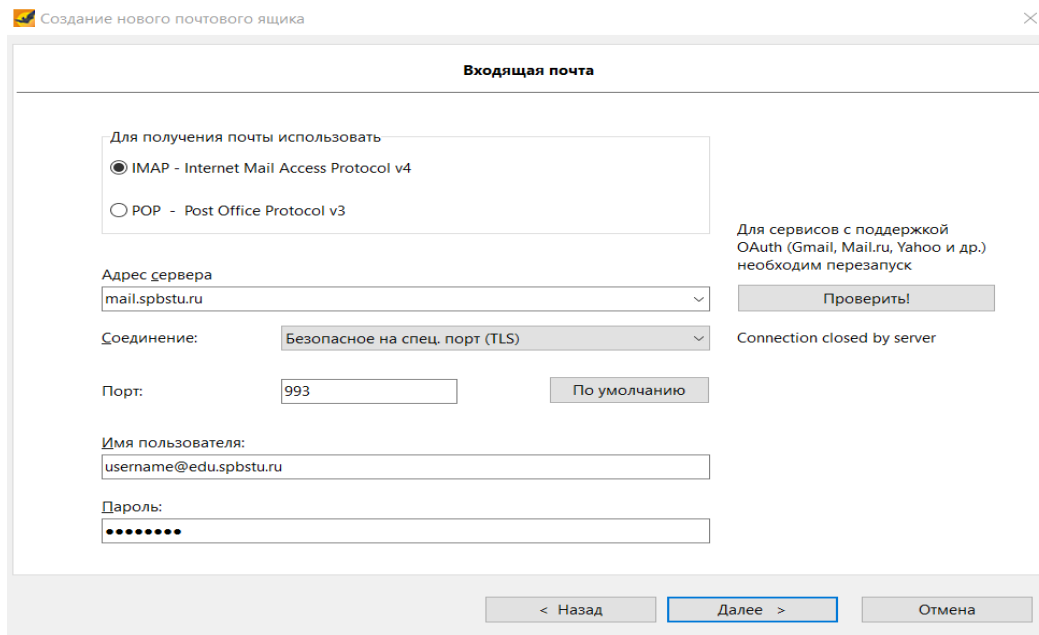 Создание нового почтового ящика
Входящая почта
Для получения почты использовать
IMAP - Internet Mail Access Protocol v4
POP - Post Office Protocol v3
Для сервисов с поддержкой
OAuth (Gmail, Mail.ru, Yahoo и др.)
необходим перезапуск
Адрес сервера
mail.spbstu.ru
Проверить!
Соединение:
Безопасное на спец. порт (TLS)
Connection closed by server
Порт:
993
По умолчанию
Имя пользователя:
username@edu.spbstu.ru
Пароль:
••••••••
< Назад
Далее >
Отмена